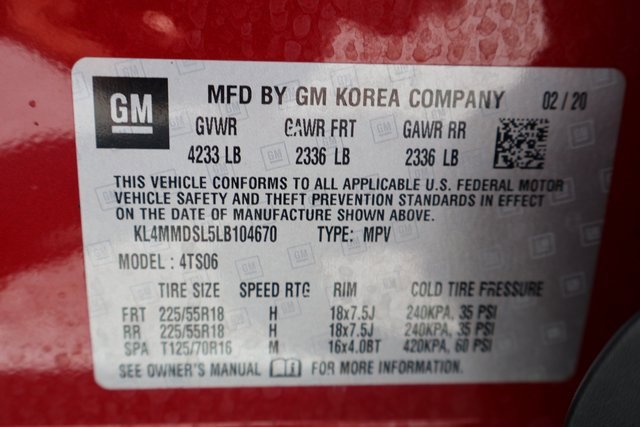 GM MFD BY GM KOREA COMPANY 02/20
GVWR GAWR FRT GAWR RR
4233 LB 2336 LB 2336 LB
THIS VEHICLE CONFORMS TO ALL APPLICABLE U.S. FEDERAL MOTOR
VEHICLE SAFETY AND THEFT PREVENTION STANDARDS IN EFFECT
ON THE DATE OF MANUFACTURE SHOWN ABOVE.
KL4MMDSL5LB104670 TYPE: MPV
MODEL: 4TS06
TIRE SIZE SPEED RTG RIM COLD TIRE PRESSURE
FRT 225/55R18 H 18x7.5J 240KPA, 35 PSI
RR 225/55R18 H 18x7.5J 240KPA, 35 PSI
SPA T125/70R16 M 16x4.0BT 420KPA, 60 PSI
SEE OWNER'S MANUAL FOR MORE INFORMATION.